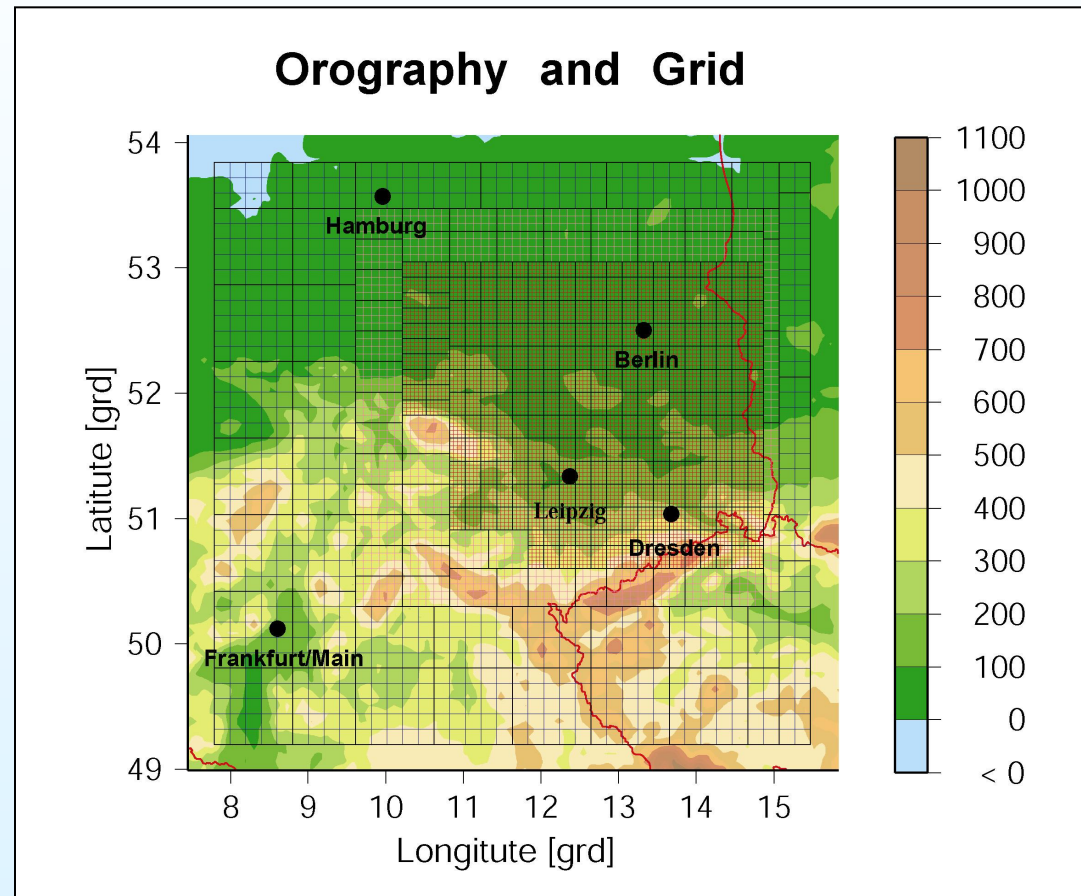 Orography and Grid
54
53
52
51
50
49
Latitute [grd]
Hamburg
Berlin
Leipzig
Dresden
Frankfurt/Main
8 9 10 11 12 13 14 15
Longitute [grd]
1100
1000
900
800
700
600
500
400
300
200
100
0
< 0